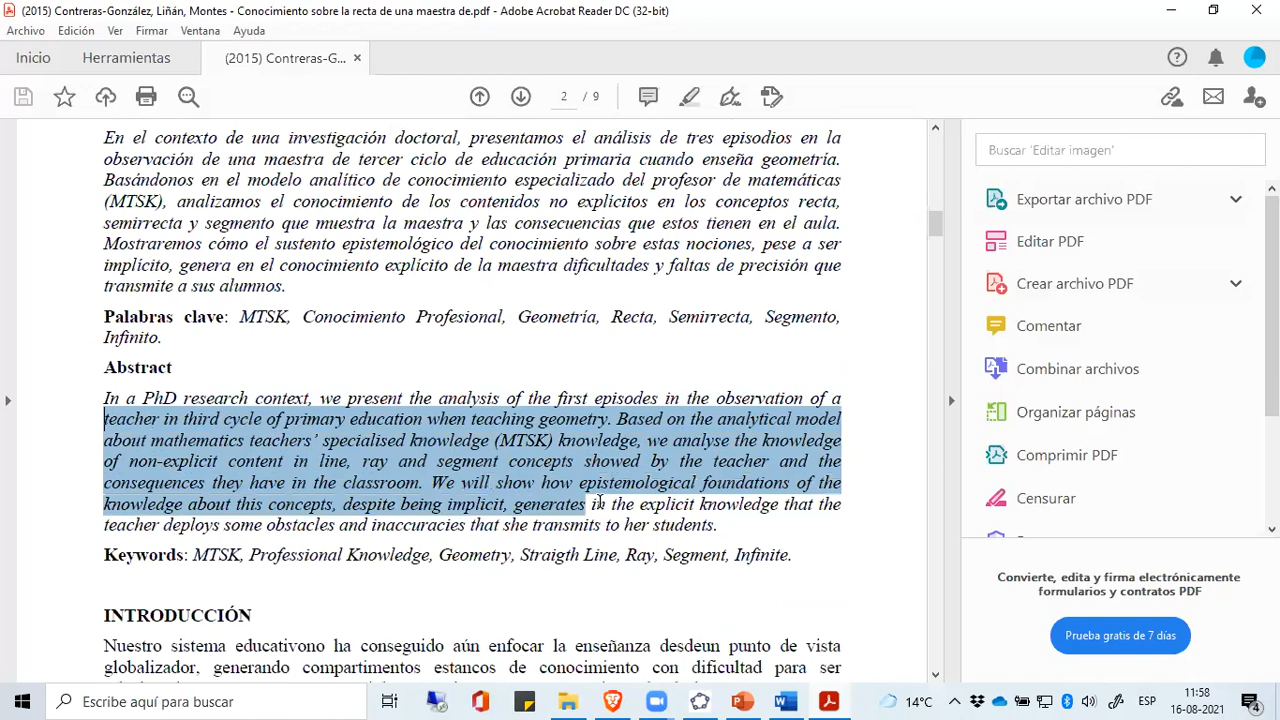 (2015) Contreras-González, Liñán, Montes - Conocimiento sobre la recta de una maestra de.pdf - Adobe Acrobat Reader DC (32-bit)
Archivo Edición Ver Firmar Ventana Ayuda
Inicio Herramientas (2015) Contreras-G... ×
2 / 9
En el contexto de una investigación doctoral, presentamos el análisis de tres episodios en la
observación de una maestra de tercer ciclo de educación primaria cuando enseña geometría.
Basándonos en el modelo analítico de conocimiento especializado del profesor de matemáticas
(MTSK), analizamos el conocimiento de los contenidos no explícitos en los conceptos recta,
semirrecta y segmento que muestra la maestra y las consecuencias que estos tienen en el aula.
Mostraremos cómo el sustento epistemológico del conocimiento sobre estas nociones, pese a ser
implícito, genera en el conocimiento explícito de la maestra dificultades y faltas de precisión que
transmite a sus alumnos.
Palabras clave: MTSK, Conocimiento Profesional, Geometría, Recta, Semirrecta, Segmento,
Infinito.
Abstract
In a PhD research context, we present the analysis of the first episodes in the observation of a
teacher in third cycle of primary education when teaching geometry. Based on the analytical model
about mathematics teachers’ specialised knowledge (MTSK) knowledge, we analyse the knowledge
of non-explicit content in line, ray and segment concepts showed by the teacher and the
consequences they have in the classroom. We will show how epistemological foundations of the
knowledge about this concepts, despite being implicit, generates in the explicit knowledge that the
teacher deploys some obstacles and inaccuracies that she transmits to her students.
Keywords: MTSK, Professional Knowledge, Geometry, Straigth Line, Ray, Segment, Infinite.
INTRODUCCIÓN
Nuestro sistema educativono ha conseguido aún enfocar la enseñanza desdeun punto de vista
globalizador, generando compartimentos estancos de conocimiento con dificultad para ser
Buscar 'Editar imagen'
Exportar archivo PDF
Editar PDF
Crear archivo PDF
Comentar
Combinar archivos
Organizar páginas
Comprimir PDF
Censurar
Convierte, edita y firma electrónicamente
formularios y contratos PDF
Prueba gratis de 7 días
Escribe aquí para buscar
14°C
ESP
11:58
16-08-2021
4